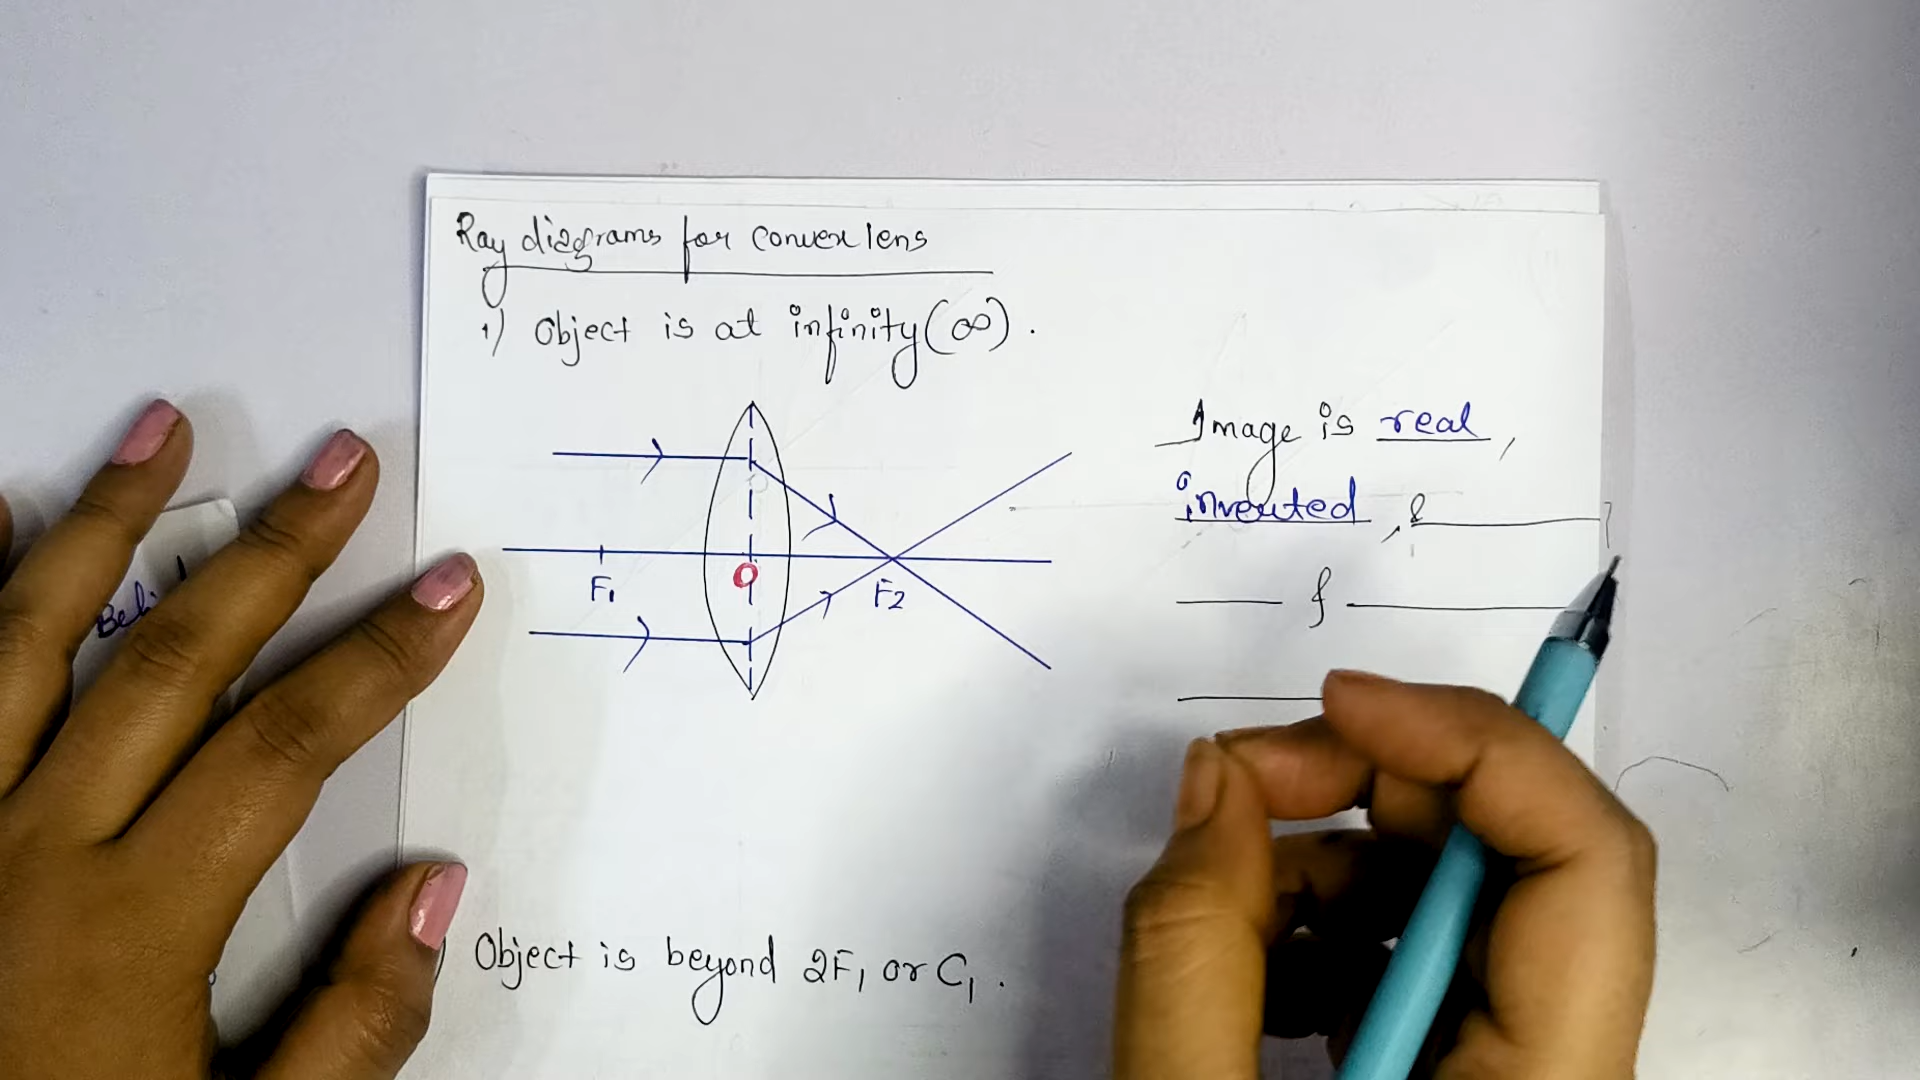 Ray diagrams for convex lens
1) Object is at infinity (∞).
Image is real,
inverted, &
&
F₁
O
F₂
) Object is beyond 2F₁ or C₁.